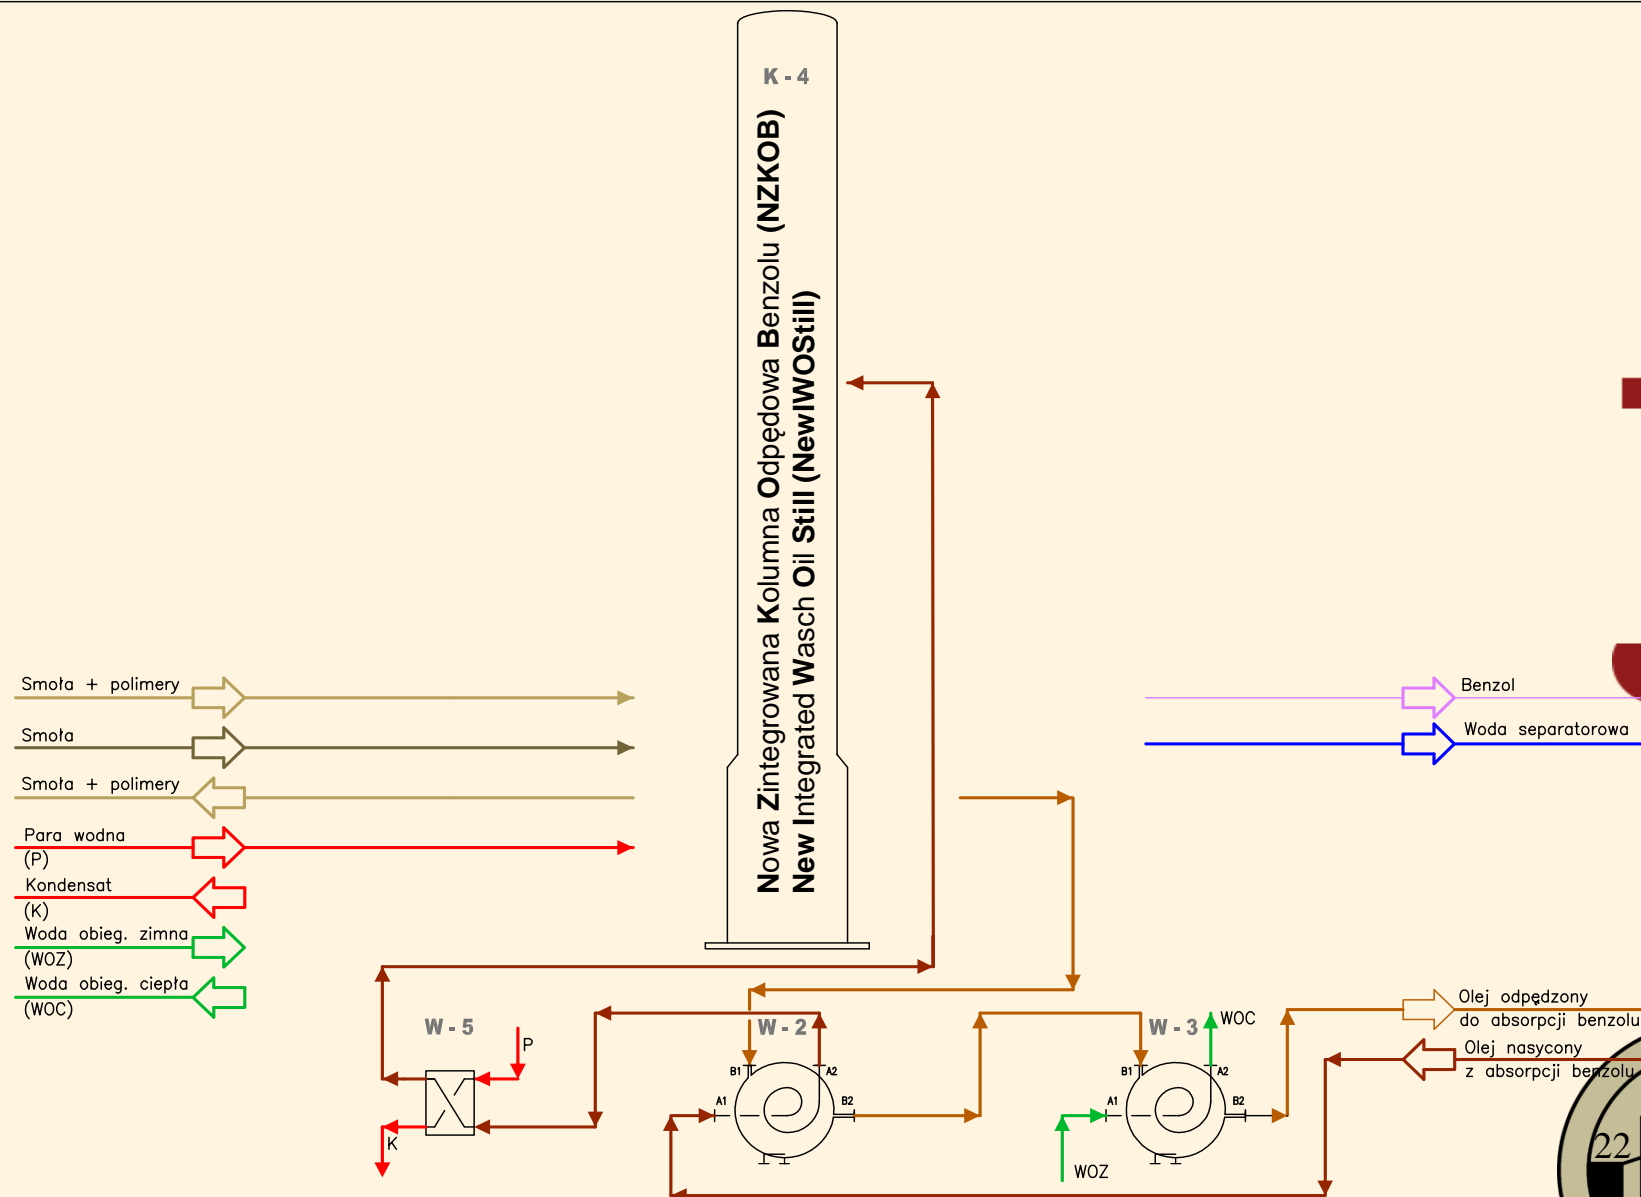 K - 4
Nowa Zintegrowana Kolumna Odpędowa Benzolu (NZKOB)
New Integrated Wasch Oil Still (NewIWOStill)
Smoła + polimery
Smoła
Smoła + polimery
Para wodna
(P)
Kondensat
(K)
Woda obieg. zimna
(WOZ)
Woda obieg. ciepła
(WOC)
Benzol
Woda separatorowa
Olej odpędzony
do absorpcji benzolu
Olej nasycony
z absorpcji benzolu
W - 5
P
K
W - 2
B1
A2
A1
B2
W - 3
WOC
B1
A2
A1
B2
WOZ
22